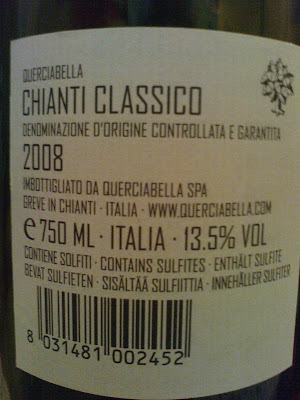 QUERCIABELLA
CHIANTI CLASSICO
DENOMINAZIONE D'ORIGINE CONTROLLATA E GARANTITA
2008
IMBOTTIGLIATO DA QUERCIABELLA SPA
GREVE IN CHIANTI · ITALIA · WWW.QUERCIABELLA.COM
℮ 750 ML · ITALIA · 13.5% VOL
CONTIENE SOLFITI · CONTAINS SULFITES · ENTHÄLT SULFITE
BEVAT SULFIETEN · SISÄLTÄÄ SULFIITTIA · INNEHÅLLER SULFITER
8 031481 002452